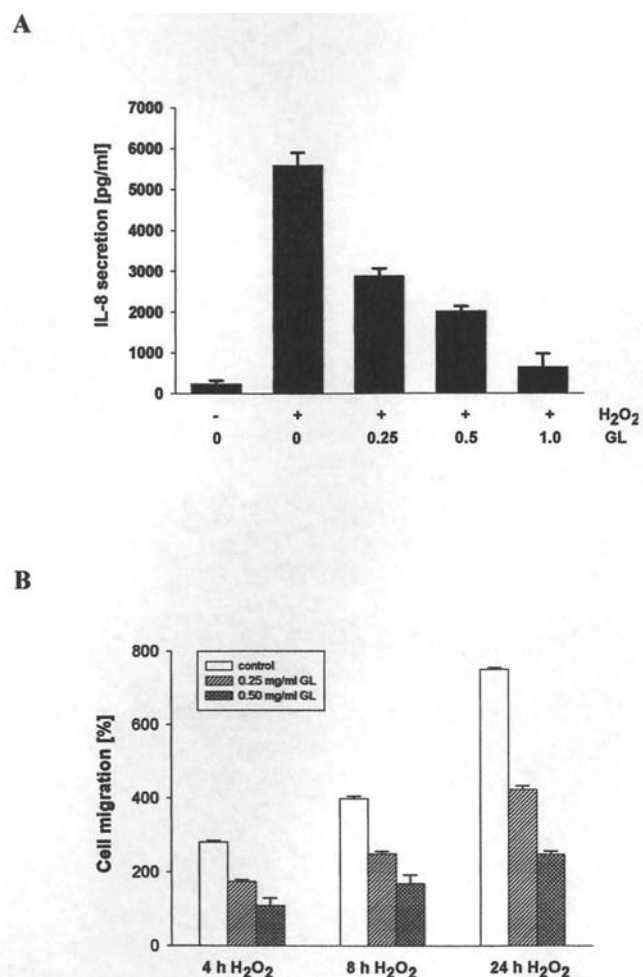 A
7000
6000
5000
4000
3000
2000
1000
0
IL-8 secretion [pg/ml]
- + + + + H₂O₂
0 0 0.25 0.5 1.0 GL
B
800
600
400
200
0
Cell migration [%]
control
0.25 mg/ml GL
0.50 mg/ml GL
4 h H₂O₂ 8 h H₂O₂ 24 h H₂O₂